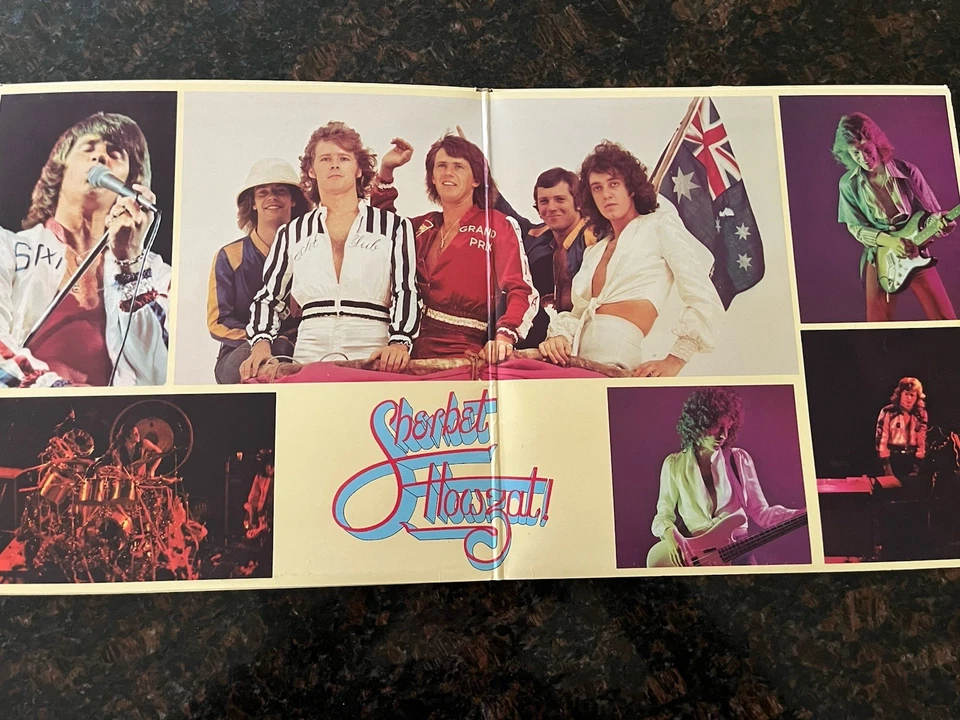 GRAND
PRIX
Sherbet
Howzat!